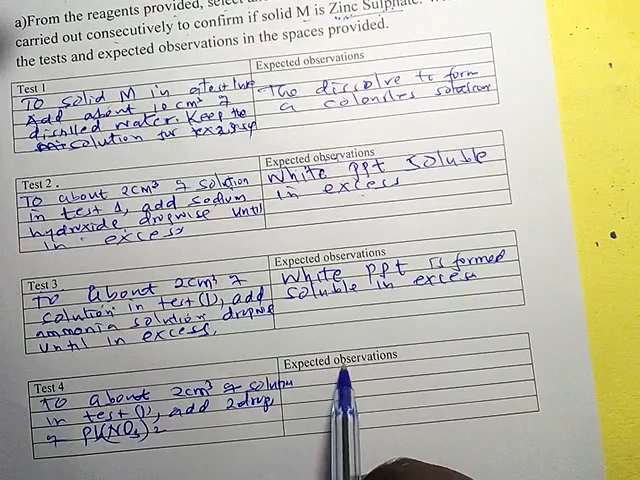 a)From the reagents provided, select
carried out consecutively to confirm if solid M is Zinc Sulphate.
the tests and expected observations in the spaces provided.
Test 1
To solid M in a test tube
Add about 10 cm³ of
distilled water. Keep the
solution for
Expected observations
The dissolve to form
a colourless solution
Test 2 .
To about 2cm³ of solution
in test 1, add sodium
hydroxide dropwise until
in excess
Expected observations
White ppt soluble
in excess
Test 3
To about 2cm³ of
solution in test (1), add
ammonia solution dropwise
until in excess.
Expected observations
White ppt is formed
soluble in excess
Test 4
To about 2cm³ of solution
in test (1), add 2 drops
of Pb(NO₃)₂
Expected observations